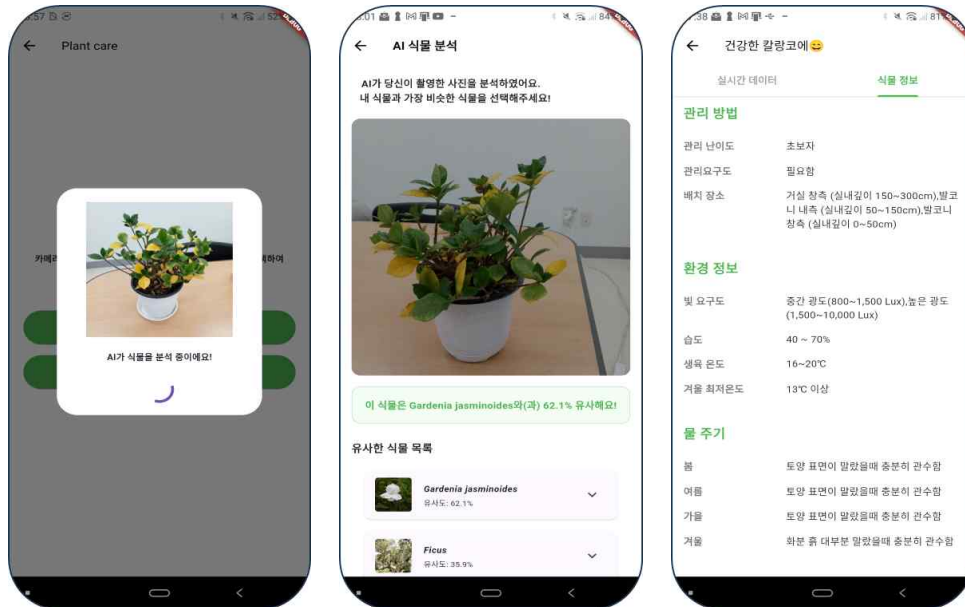 :57
52%
Plant care
카메라
하여
AI가 식물을 분석 중이에요!
:01
84%
AI 식물 분석
AI가 당신이 촬영한 사진을 분석하였어요.
내 식물과 가장 비슷한 식물을 선택해주세요!
이 식물은 Gardenia jasminoides와(과) 62.1% 유사해요!
유사한 식물 목록
Gardenia jasminoides
유사도: 62.1%
Ficus
유사도: 35.9%
:38
81%
건강한 칼랑코에😄
실시간 데이터
식물 정보
관리 방법
관리 난이도 초보자
관리요구도 필요함
배치 장소 거실 창측 (실내깊이 150~300cm),발코
니 내측 (실내깊이 50~150cm),발코니
창측 (실내깊이 0~50cm)
환경 정보
빛 요구도 중간 광도(800~1,500 Lux),높은 광도
(1,500~10,000 Lux)
습도 40 ~ 70%
생육 온도 16~20℃
겨울 최저온도 13℃ 이상
물 주기
봄 토양 표면이 말랐을때 충분히 관수함
여름 토양 표면이 말랐을때 충분히 관수함
가을 토양 표면이 말랐을때 충분히 관수함
겨울 화분 흙 대부분 말랐을때 충분히 관수함